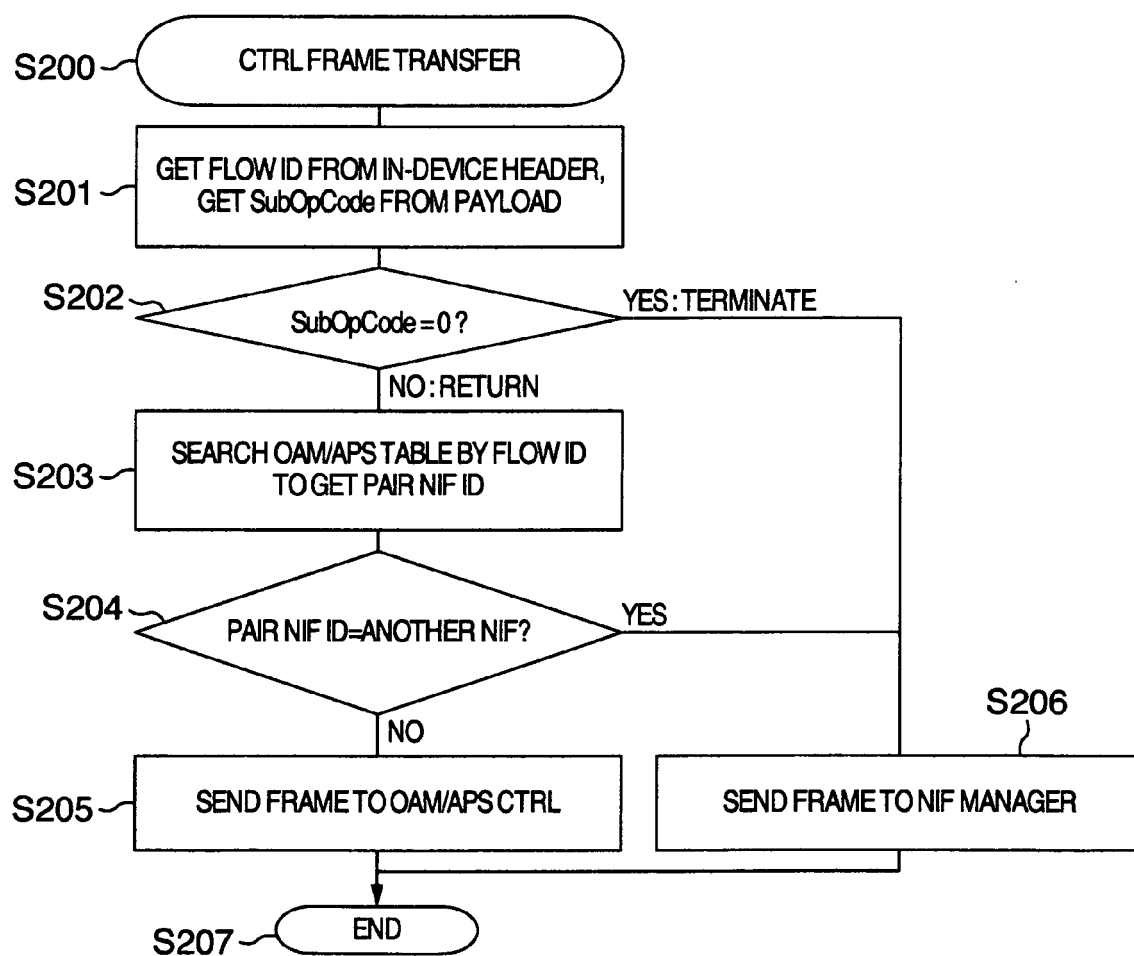 S200
CTRL FRAME TRANSFER
S201
GET FLOW ID FROM IN-DEVICE HEADER,
GET SubOpCode FROM PAYLOAD
S202
SubOpCode = 0 ?
YES : TERMINATE
NO : RETURN
S203
SEARCH OAM/APS TABLE BY FLOW ID
TO GET PAIR NIF ID
S204
PAIR NIF ID=ANOTHER NIF?
YES
NO
S205
SEND FRAME TO OAM/APS CTRL
S206
SEND FRAME TO NIF MANAGER
S207
END